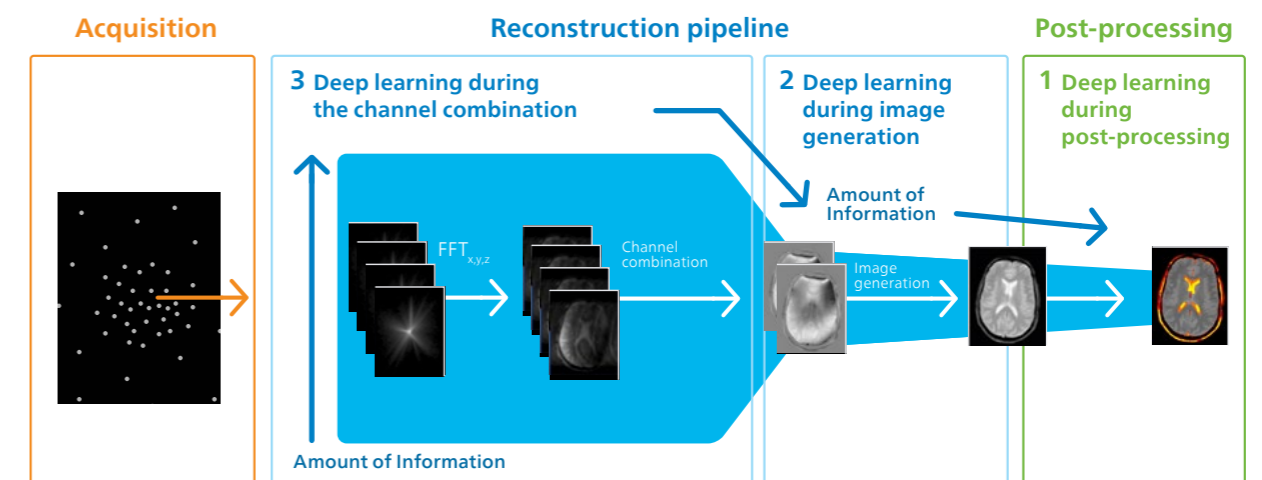 Acquisition
Reconstruction pipeline
Post-processing
3 Deep learning during
the channel combination
2 Deep learning
during image
generation
1 Deep learning
during
post-processing
Amount of
Information
FFTx,y,z
Channel
combination
Image
generation
Amount of Information